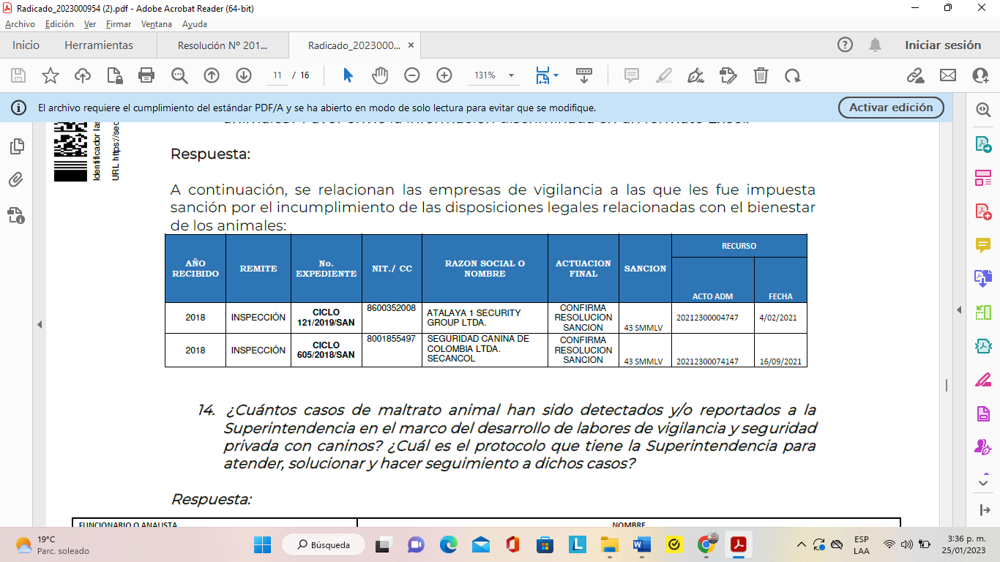 Radicado_2023000954 (2).pdf - Adobe Acrobat Reader (64-bit)
Archivo Edición Ver Firmar Ventana Ayuda
Inicio Herramientas Resolución Nº 201... Radicado_2023000... × Iniciar sesión
11 / 16 131%
El archivo requiere el cumplimiento del estándar PDF/A y se ha abierto en modo de solo lectura para evitar que se modifique. Activar edición
Identificador
URL https://sec
Respuesta:
A continuación, se relacionan las empresas de vigilancia a las que les fue impuesta
sanción por el incumplimiento de las disposiciones legales relacionadas con el bienestar
de los animales:
AÑO RECIBIDO REMITE No. EXPEDIENTE NIT./ CC RAZON SOCIAL O NOMBRE ACTUACION FINAL SANCION RECURSO
ACTO ADM FECHA
2018 INSPECCIÓN CICLO 121/2019/SAN 8600352008 ATALAYA 1 SECURITY GROUP LTDA. CONFIRMA RESOLUCION SANCION 43 SMMLV 20212300004747 4/02/2021
2018 INSPECCIÓN CICLO 605/2018/SAN 8001855497 SEGURIDAD CANINA DE COLOMBIA LTDA. SECANCOL CONFIRMA RESOLUCION SANCION 43 SMMLV 20212300074147 16/09/2021
14. ¿Cuántos casos de maltrato animal han sido detectados y/o reportados a la
Superintendencia en el marco del desarrollo de labores de vigilancia y seguridad
privada con caninos? ¿Cuál es el protocolo que tiene la Superintendencia para
atender, solucionar y hacer seguimiento a dichos casos?
Respuesta:
FUNCIONARIO O ANALISTA NOMBRE
19°C
Parc. soleado
Búsqueda
ESP
LAA
3:36 p. m.
25/01/2023